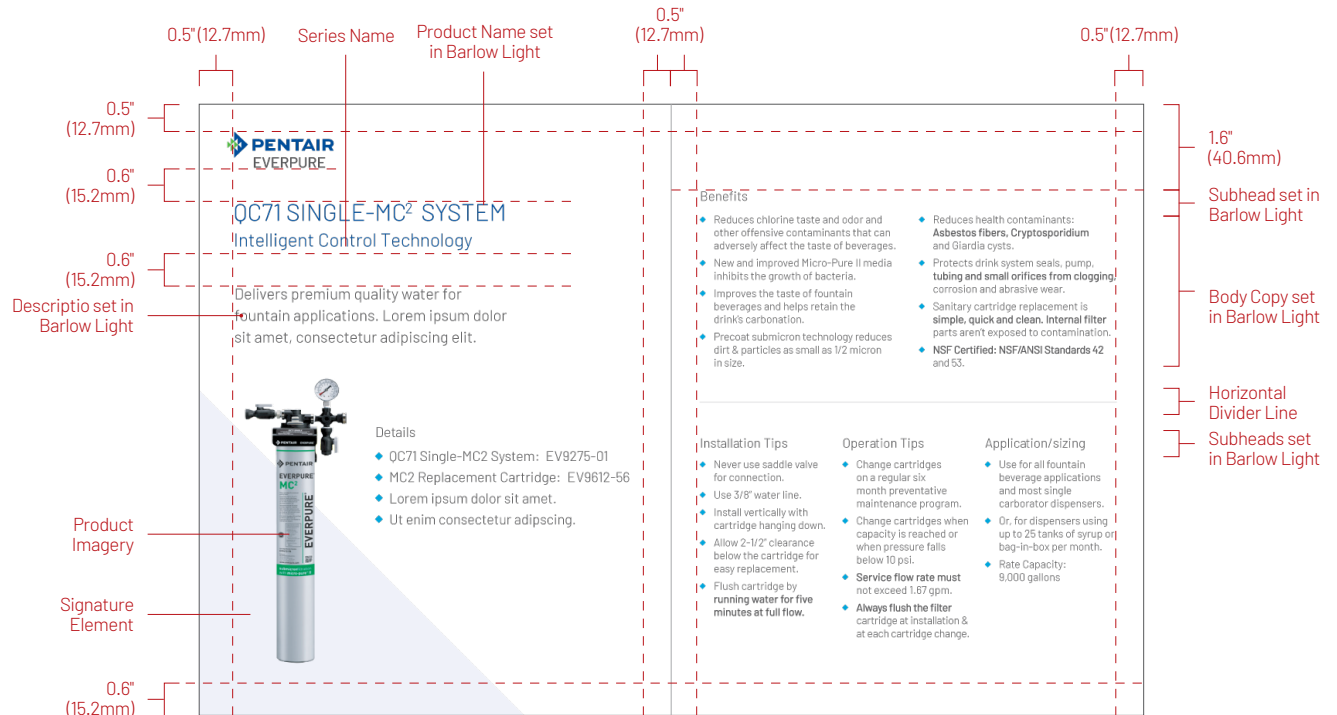 0.5"(12.7mm)
Series Name
Product Name set
in Barlow Light
0.5"
(12.7mm)
0.5"(12.7mm)
0.5"
(12.7mm)
0.6"
(15.2mm)
0.6"
(15.2mm)
Descriptio set in
Barlow Light
Product
Imagery
Signature
Element
0.6"
(15.2mm)
PENTAIR
EVERPURE
QC71 SINGLE-MC² SYSTEM
Intelligent Control Technology
Delivers premium quality water for
fountain applications. Lorem ipsum dolor
sit amet, consectetur adipiscing elit.
PENTAIR
EVERPURE
MC²
EVERPURE
Details
QC71 Single-MC2 System: EV9275-01
MC2 Replacement Cartridge: EV9612-56
Lorem ipsum dolor sit amet.
Ut enim consectetur adipscing.
Benefits
Reduces chlorine taste and odor and
other offensive contaminants that can
adversely affect the taste of beverages.
New and improved Micro-Pure II media
inhibits the growth of bacteria.
Improves the taste of fountain
beverages and helps retain the
drink's carbonation.
Precoat submicron technology reduces
dirt & particles as small as 1/2 micron
in size.
Reduces health contaminants:
Asbestos fibers, Cryptosporidium
and Giardia cysts.
Protects drink system seals, pump,
tubing and small orifices from clogging,
corrosion and abrasive wear.
Sanitary cartridge replacement is
simple, quick and clean. Internal filter
parts aren't exposed to contamination.
NSF Certified: NSF/ANSI Standards 42
and 53.
Installation Tips
Never use saddle valve
for connection.
Use 3/8" water line.
Install vertically with
cartridge hanging down.
Allow 2-1/2" clearance
below the cartridge for
easy replacement.
Flush cartridge by
running water for five
minutes at full flow.
Operation Tips
Change cartridges
on a regular six
month preventative
maintenance program.
Change cartridges when
capacity is reached or
when pressure falls
below 10 psi.
Service flow rate must
not exceed 1.67 gpm.
Always flush the filter
cartridge at installation &
at each cartridge change.
Application/sizing
Use for all fountain
beverage applications
and most single
carborator dispensers.
Or, for dispensers using
up to 25 tanks of syrup or
bag-in-box per month.
Rate Capacity:
9,000 gallons
1.6"
(40.6mm)
Subhead set in
Barlow Light
Body Copy set
in Barlow Light
Horizontal
Divider Line
Subheads set
in Barlow Light